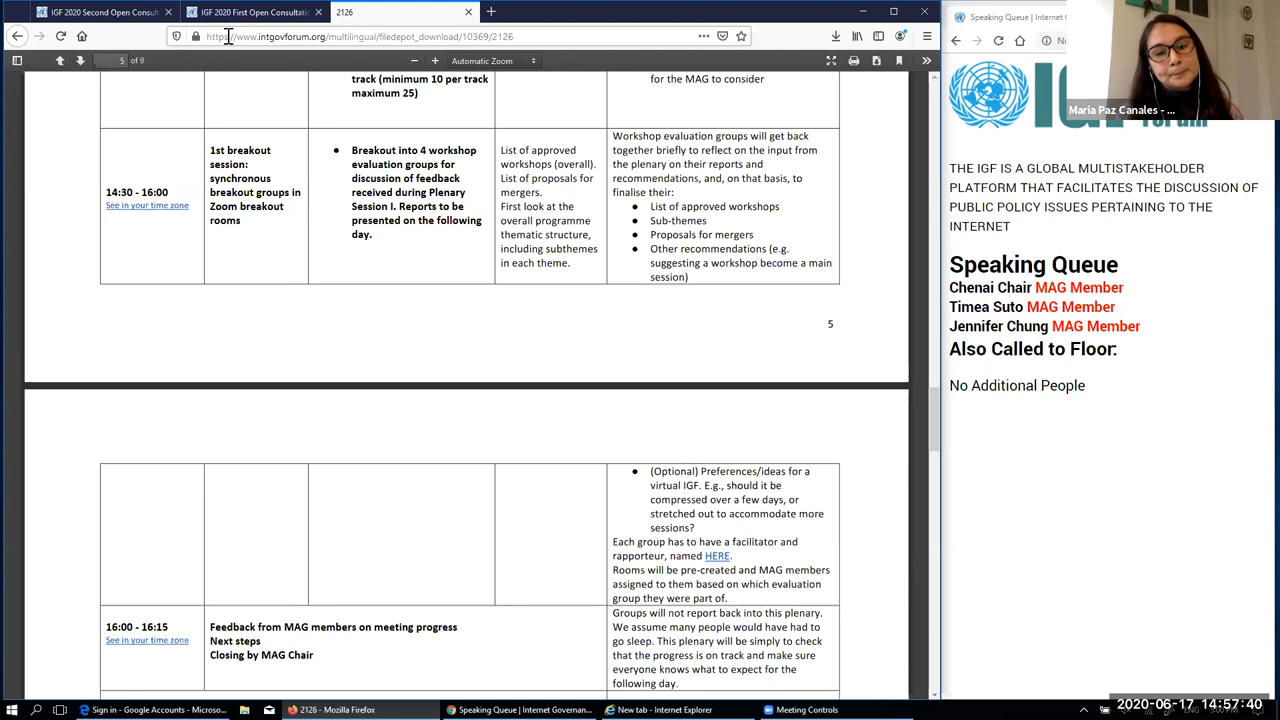 IGF 2020 Second Open Consult
IGF 2020 First Open Consultatio
2126
https://www.intgovforum.org/multilingual/filedepot_download/10369/2126
5 of 9
Automatic Zoom
track (minimum 10 per track
maximum 25)
for the MAG to consider
14:30 - 16:00
See in your time zone
1st breakout
session:
synchronous
breakout groups in
Zoom breakout
rooms
● Breakout into 4 workshop
evaluation groups for
discussion of feedback
received during Plenary
Session I. Reports to be
presented on the following
day.
List of approved
workshops (overall).
List of proposals for
mergers.
First look at the
overall programme
thematic structure,
including subthemes
in each theme.
Workshop evaluation groups will get back
together briefly to reflect on the input from
the plenary on their reports and
recommendations, and, on that basis, to
finalise their:
● List of approved workshops
● Sub-themes
● Proposals for mergers
● Other recommendations (e.g.
suggesting a workshop become a main
session)
5
● (Optional) Preferences/ideas for a
virtual IGF. E.g., should it be
compressed over a few days, or
stretched out to accommodate more
sessions?
Each group has to have a facilitator and
rapporteur, named HERE.
Rooms will be pre-created and MAG members
assigned to them based on which evaluation
group they were part of.
16:00 - 16:15
See in your time zone
Feedback from MAG members on meeting progress
Next steps
Closing by MAG Chair
Groups will not report back into this plenary.
We assume many people would have had to
go sleep. This plenary will be simply to check
that the progress is on track and make sure
everyone knows what to expect for the
following day.
Speaking Queue | Internet G
No
Maria Paz Canales - ...
THE IGF IS A GLOBAL MULTISTAKEHOLDER
PLATFORM THAT FACILITATES THE DISCUSSION OF
PUBLIC POLICY ISSUES PERTAINING TO THE
INTERNET
Speaking Queue
Chenai Chair MAG Member
Timea Suto MAG Member
Jennifer Chung MAG Member
Also Called to Floor:
No Additional People
Sign in - Google Accounts - Microso...
2126 - Mozilla Firefox
Speaking Queue | Internet Governan...
New tab - Internet Explorer
Meeting Controls
2020-06-17 14:57:40